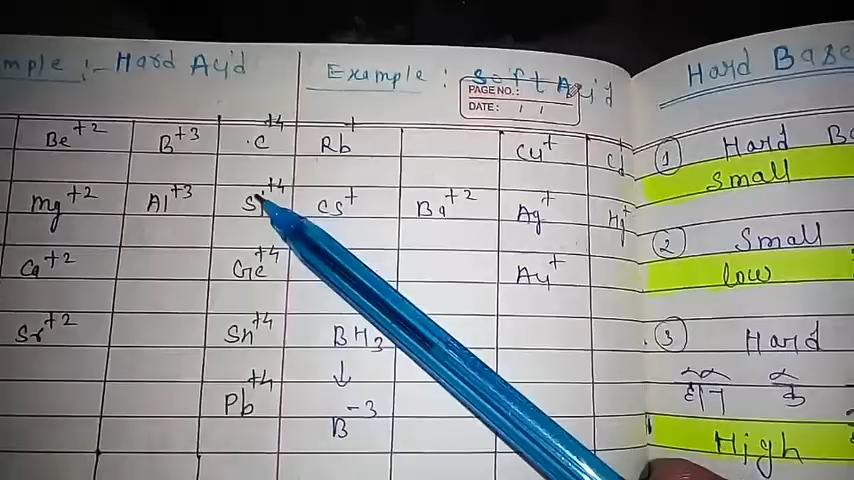 mple :- Hard Acid Example : Soft Acid
PAGE NO.:
DATE: / /
Hard Base
Be+2 B+3 C+4 Rb+ Cu+ Cd+
Mg+2 Al+3 Si+4 Cs+ Ba+2 Ag+ Hg+
Ca+2 Ge+4 Au+
Sr+2 Sn+4 BH3
↓
Pb+4 B-3
① Hard Ba
Small
② Small
low
③ Hard
High